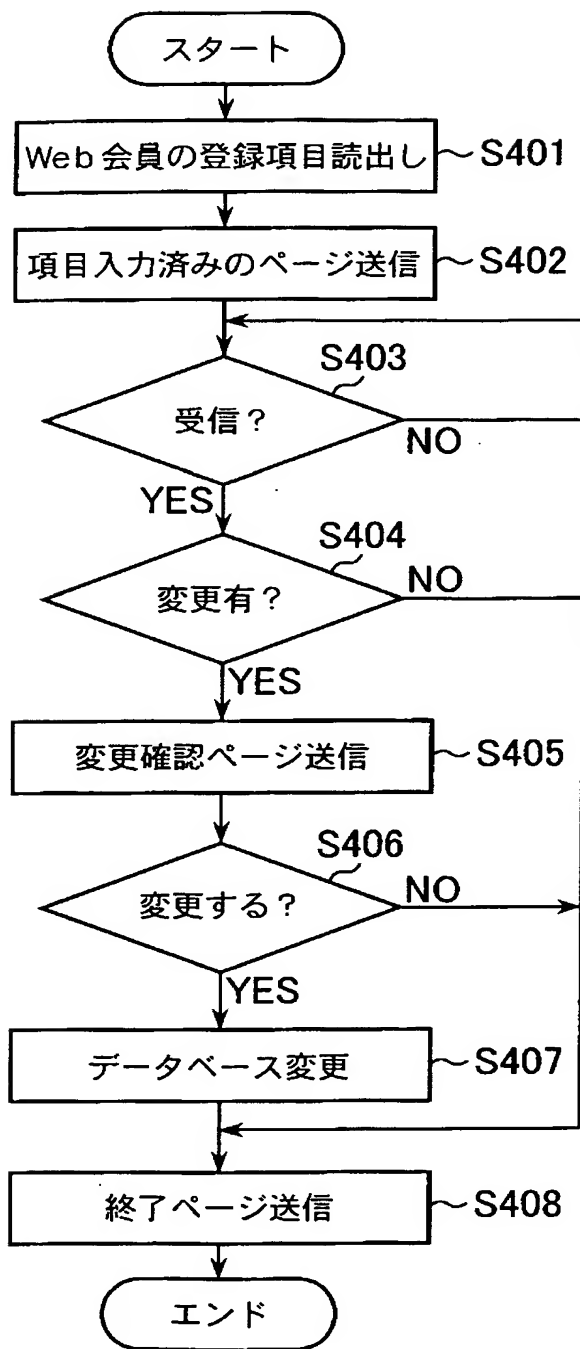 スタート
Web会員の登録項目読出し
S401
項目入力済みのページ送信
S402
S403
受信？
NO
YES
S404
変更有？
NO
YES
変更確認ページ送信
S405
S406
変更する？
NO
YES
データベース変更
S407
終了ページ送信
S408
エンド